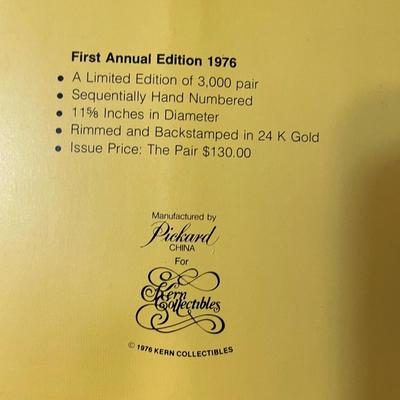 First Annual Edition 1976
• A Limited Edition of 3,000 pair
• Sequentially Hand Numbered
• 11⅝ Inches in Diameter
• Rimmed and Backstamped in 24 K Gold
• Issue Price: The Pair $130.00
Manufactured by
Pickard
CHINA
For
Kern
Collectibles
© 1976 KERN COLLECTIBLES